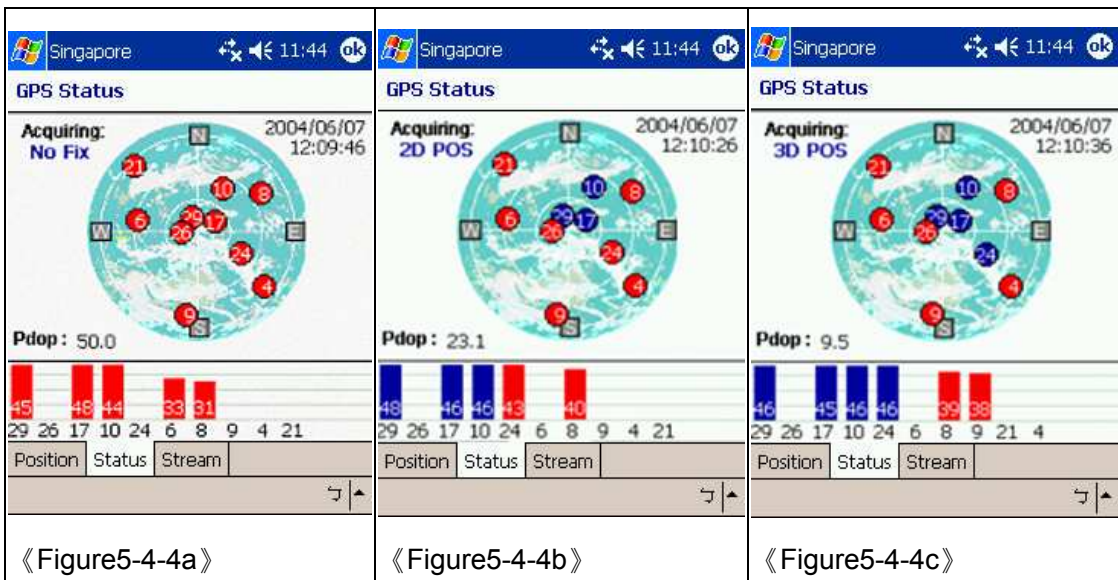 Singapore 11:44 ok
GPS Status
Acquiring: 2004/06/07
No Fix 12:09:46
N
21
10 8
6 29 17
W 26 E
24
4
9
S
Pdop : 50.0
45 48 44 33 31
29 26 17 10 24 6 8 9 4 21
Position Status Stream
《Figure5-4-4a》
Singapore 11:44 ok
GPS Status
Acquiring: 2004/06/07
2D POS 12:10:26
N
21
10 8
6 29 17
W 26 E
24
4
9
S
Pdop : 23.1
48 46 46 43 40
29 26 17 10 24 6 8 9 4 21
Position Status Stream
《Figure5-4-4b》
Singapore 11:44 ok
GPS Status
Acquiring: 2004/06/07
3D POS 12:10:36
N
21
10 8
6 29 17
W 26 E
24
4
9
S
Pdop : 9.5
46 45 46 46 39 38
29 26 17 10 24 6 8 9 21 4
Position Status Stream
《Figure5-4-4c》